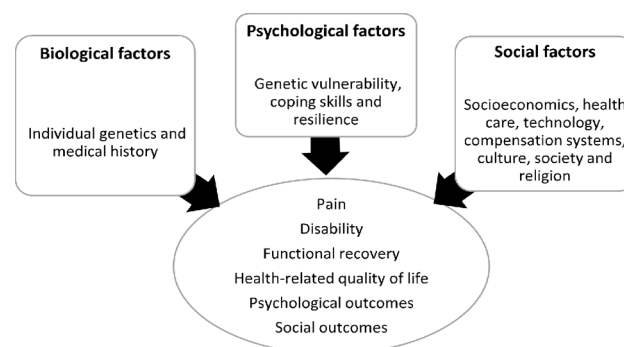 Biological factors
Individual genetics and
medical history
Psychological factors
Genetic vulnerability,
coping skills and
resilience
Social factors
Socioeconomics, health
care, technology,
compensation systems,
culture, society and
religion
Pain
Disability
Functional recovery
Health-related quality of life
Psychological outcomes
Social outcomes